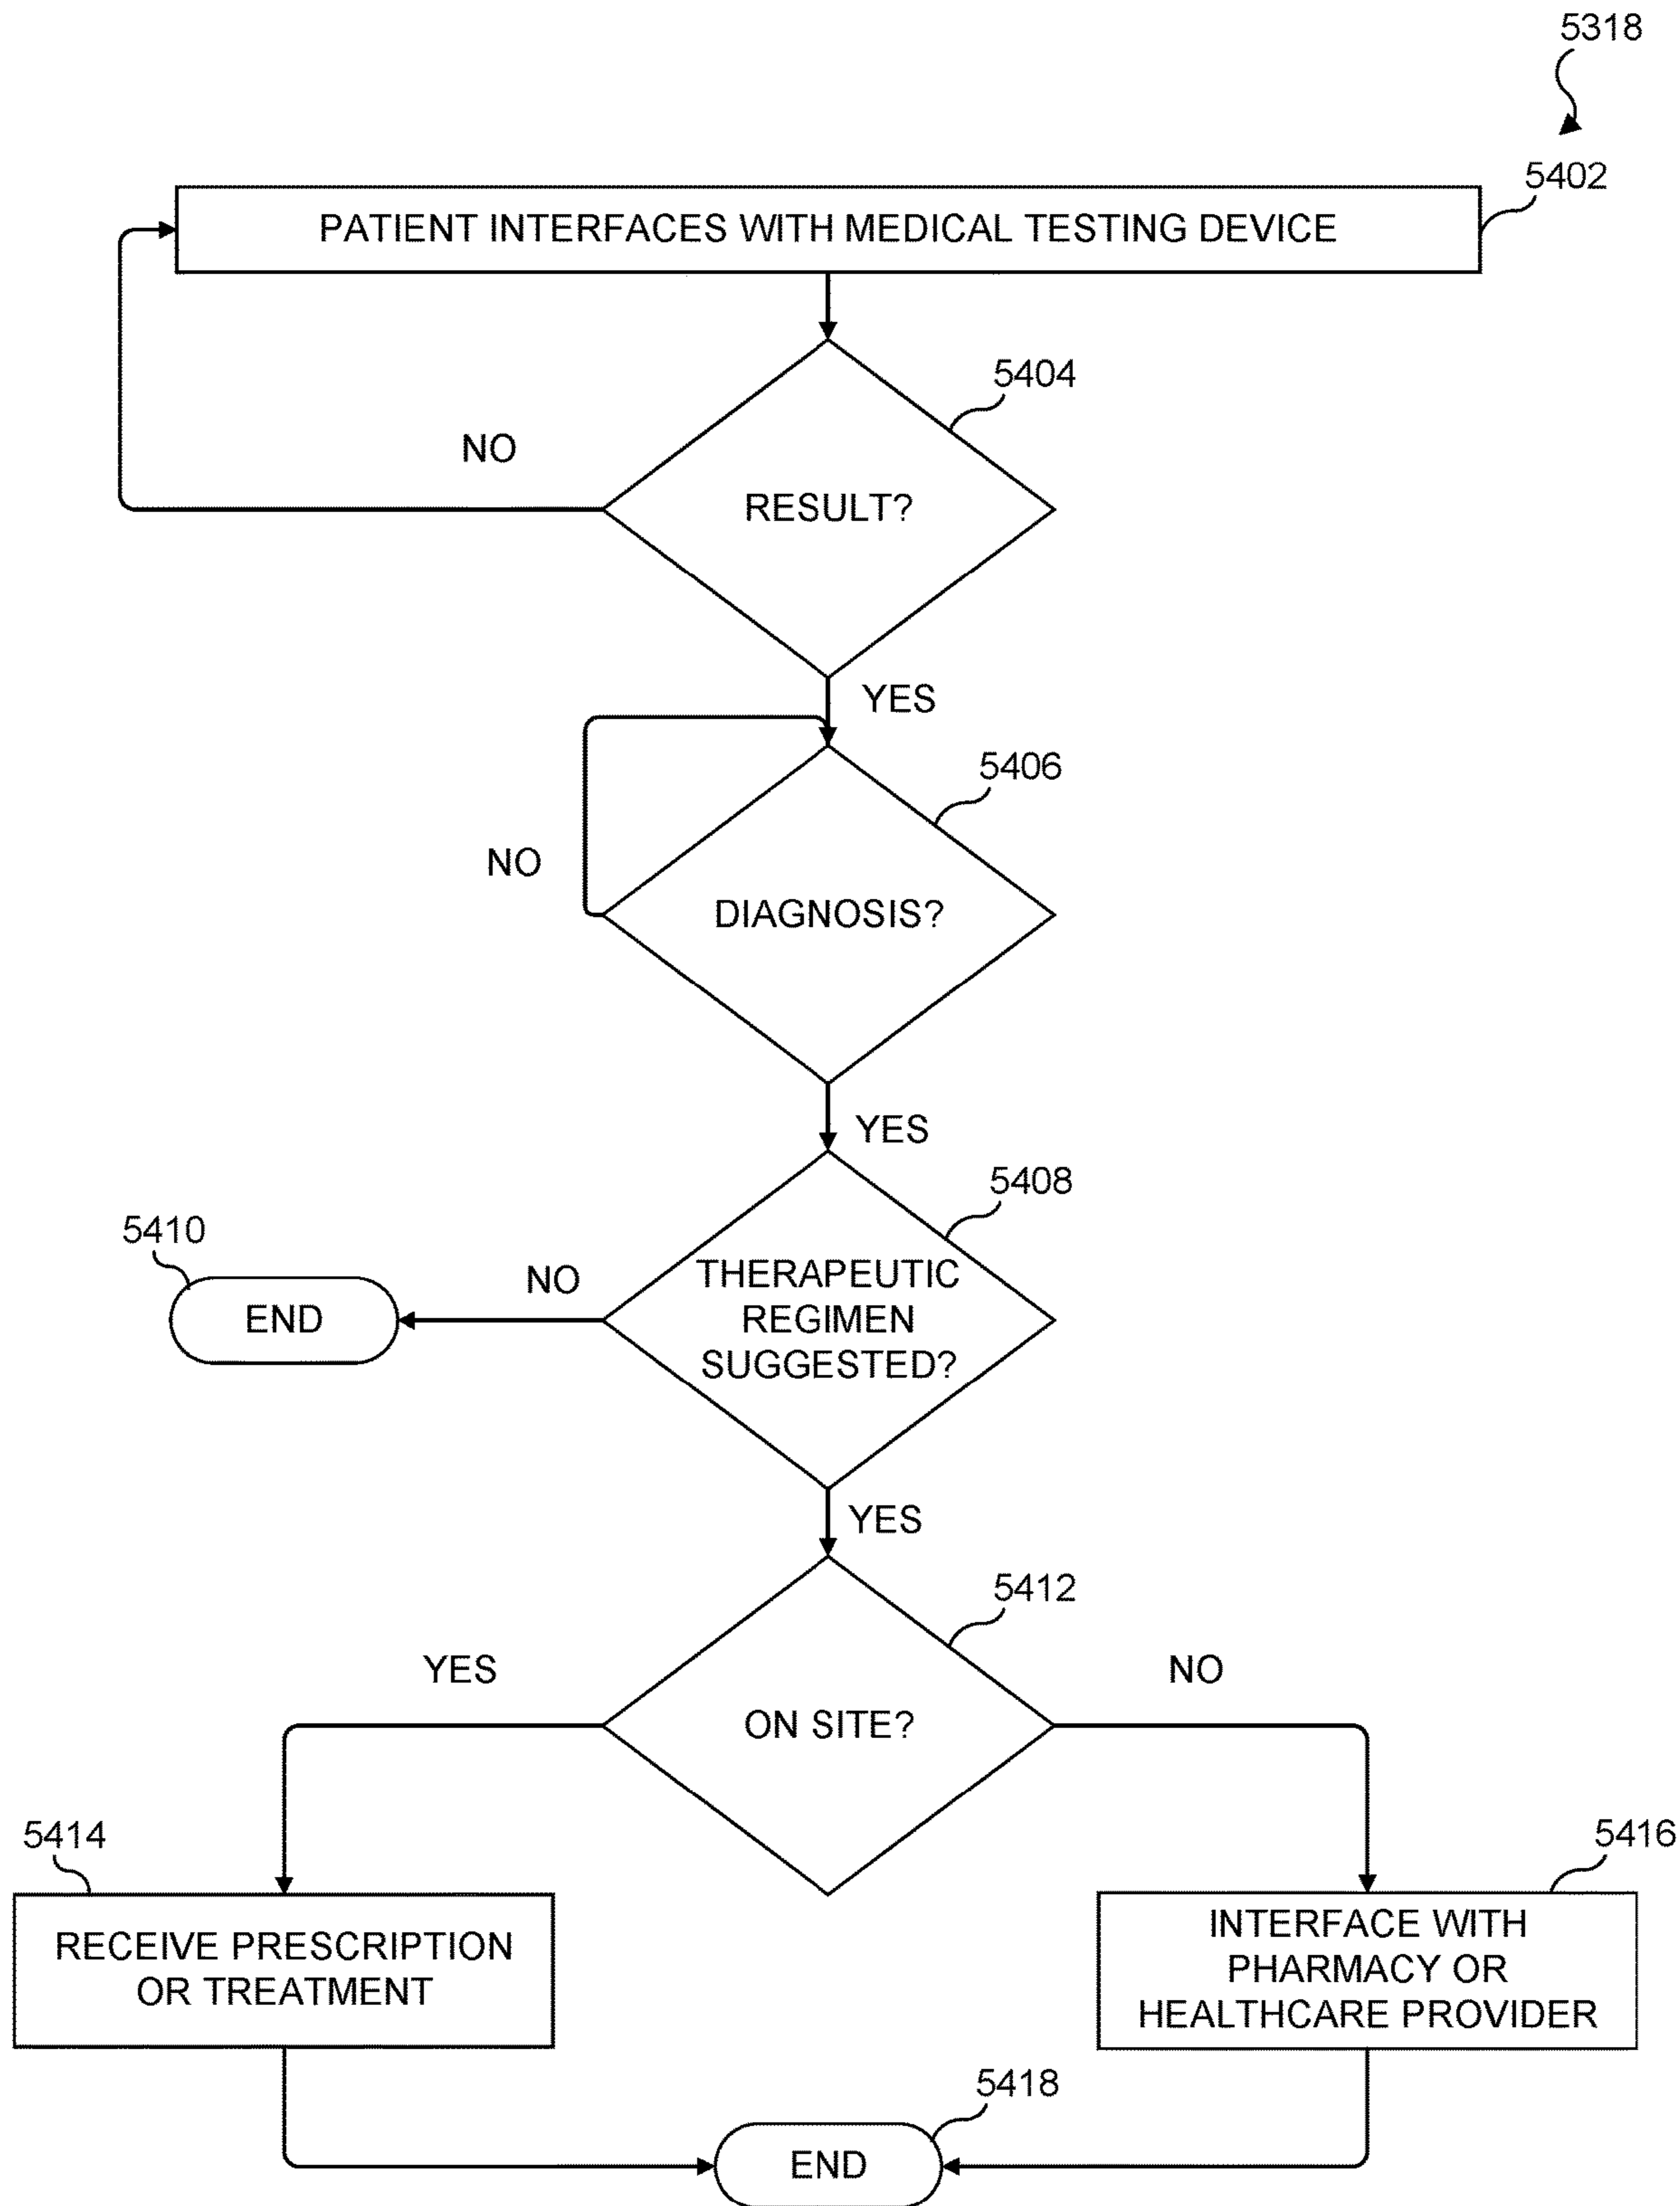 5318
5402
PATIENT INTERFACES WITH MEDICAL TESTING DEVICE
5404
NO
RESULT?
YES
5406
NO
DIAGNOSIS?
YES
5408
5410
NO
THERAPEUTIC
REGIMEN
SUGGESTED?
END
YES
5412
YES
NO
ON SITE?
5414
5416
RECEIVE PRESCRIPTION
OR TREATMENT
INTERFACE WITH
PHARMACY OR
HEALTHCARE PROVIDER
5418
END